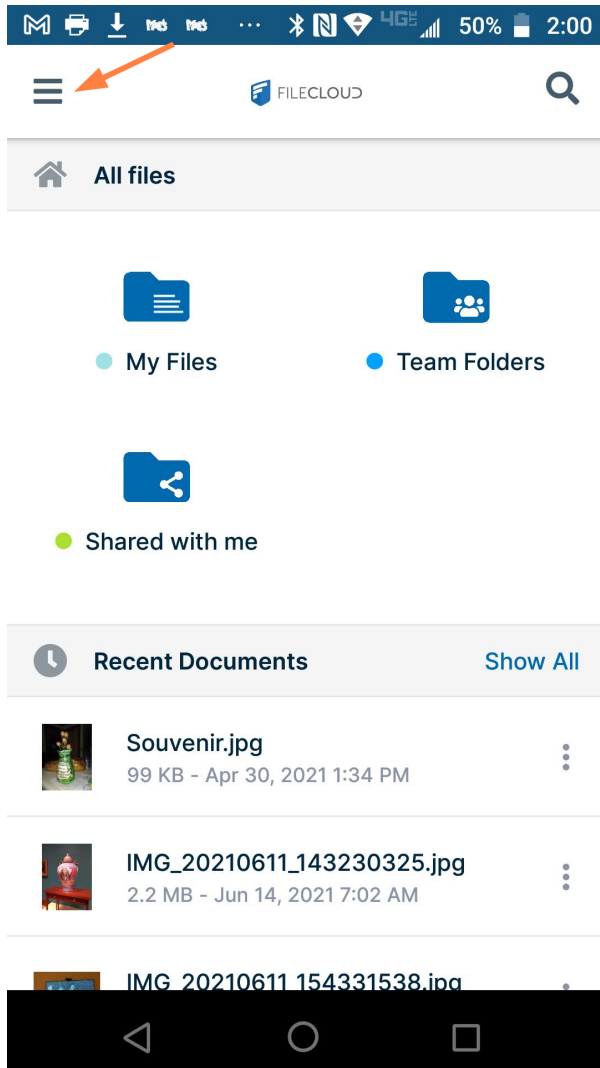 4G LTE 50% 2:00
FILECLOUD
All files
My Files
Team Folders
Shared with me
Recent Documents Show All
Souvenir.jpg
99 KB - Apr 30, 2021 1:34 PM
IMG_20210611_143230325.jpg
2.2 MB - Jun 14, 2021 7:02 AM
IMG_20210611_154331538.jpg